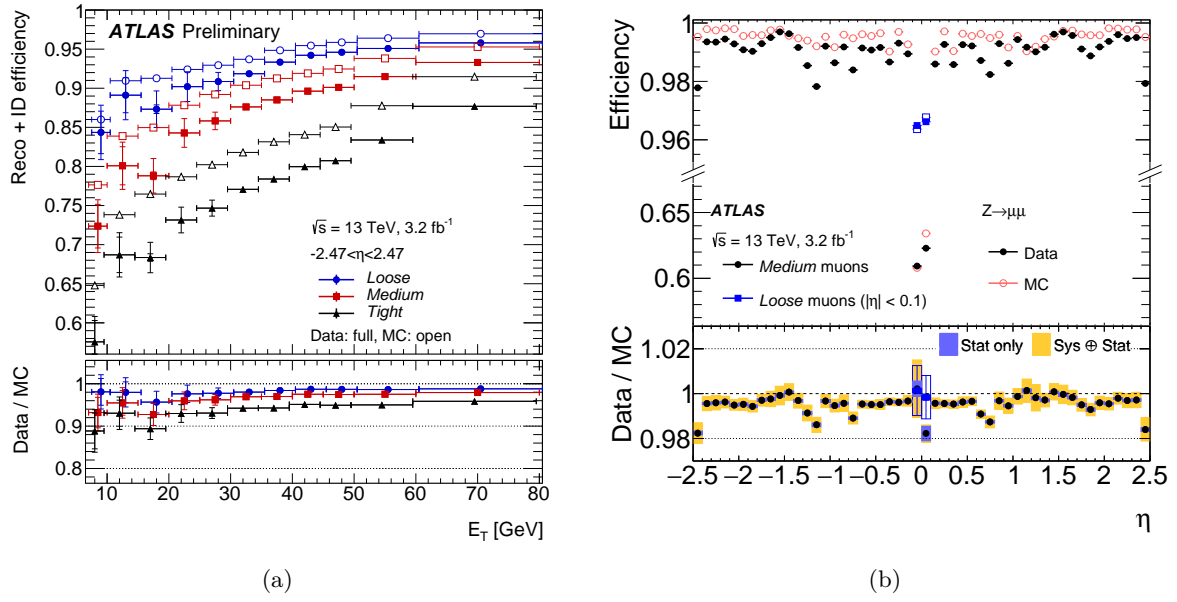 ATLAS Preliminary
Reco + ID efficiency
0.95
0.9
0.85
0.8
0.75
0.7
0.65
0.6
√s = 13 TeV, 3.2 fb⁻¹
-2.47<η<2.47
Loose
Medium
Tight
Data: full, MC: open
Data / MC
1
0.9
0.8
10 20 30 40 50 60 70 80
E_T [GeV]
(a)
Efficiency
1
0.98
0.96
0.65
0.6
ATLAS
Z→μμ
√s = 13 TeV, 3.2 fb⁻¹
Medium muons
Data
Loose muons (|η| < 0.1)
MC
Data / MC
1.02
1
0.98
Stat only
Sys ⊕ Stat
−2.5 −2 −1.5 −1 −0.5 0 0.5 1 1.5 2 2.5
η
(b)